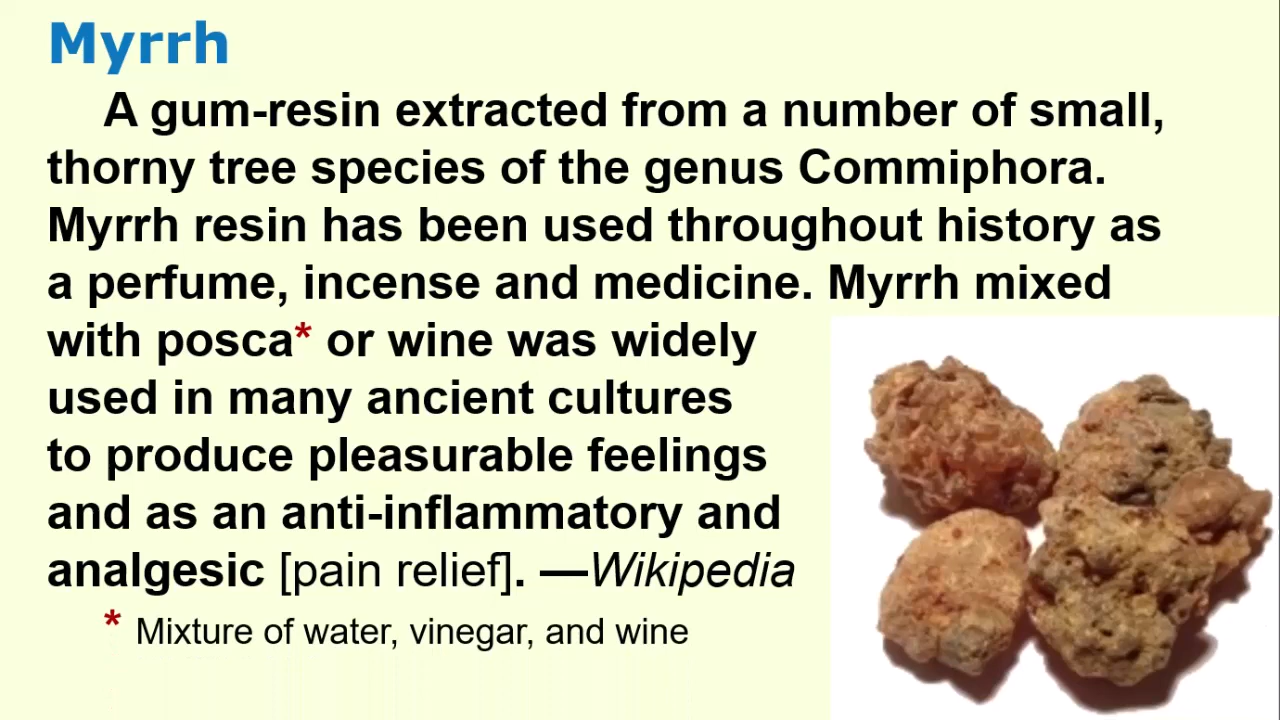 Myrrh
A gum-resin extracted from a number of small,
thorny tree species of the genus Commiphora.
Myrrh resin has been used throughout history as
a perfume, incense and medicine. Myrrh mixed
with posca* or wine was widely
used in many ancient cultures
to produce pleasurable feelings
and as an anti-inflammatory and
analgesic [pain relief]. —Wikipedia
* Mixture of water, vinegar, and wine